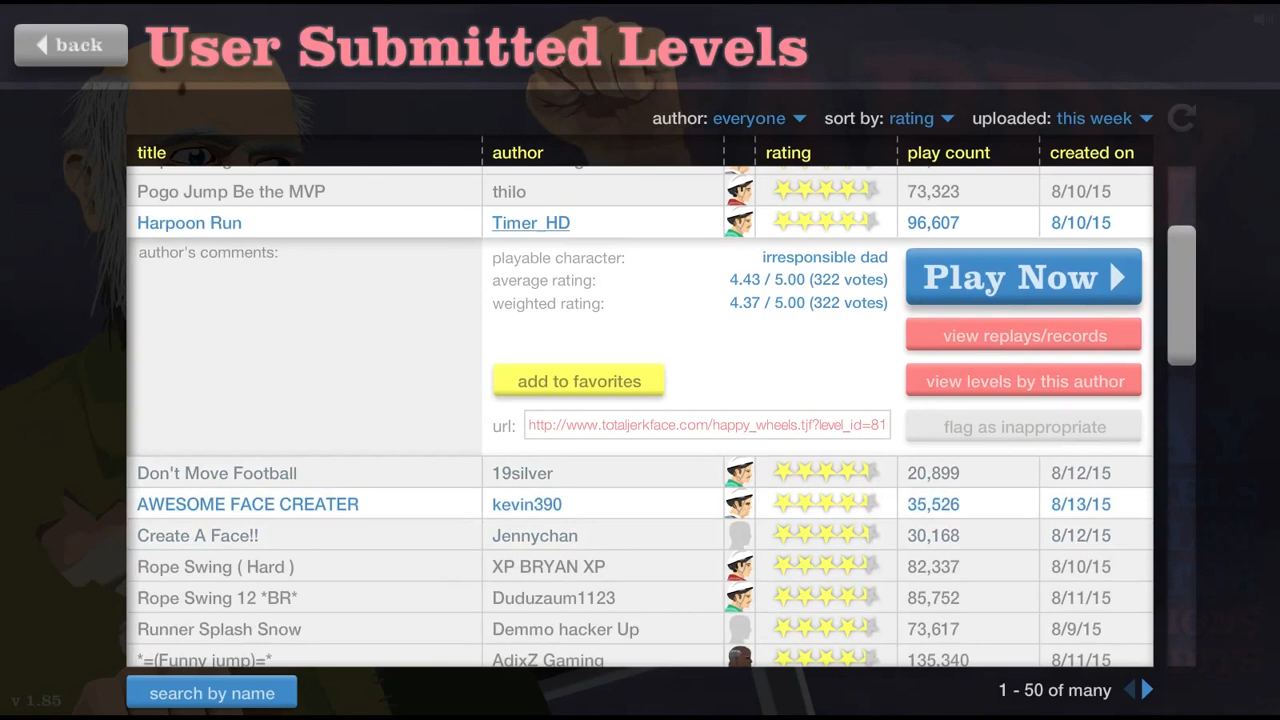 back
User Submitted Levels
author: everyone sort by: rating uploaded: this week
title author rating play count created on
Pogo Jump Be the MVP thilo 73,323 8/10/15
Harpoon Run Timer_HD 96,607 8/10/15
author's comments:
playable character: irresponsible dad
average rating: 4.43 / 5.00 (322 votes)
weighted rating: 4.37 / 5.00 (322 votes)
Play Now
view replays/records
add to favorites
view levels by this author
url: http://www.totaljerkface.com/happy_wheels.tjf?level_id=81
flag as inappropriate
Don't Move Football 19silver 20,899 8/12/15
AWESOME FACE CREATER kevin390 35,526 8/13/15
Create A Face!! Jennychan 30,168 8/12/15
Rope Swing ( Hard ) XP BRYAN XP 82,337 8/10/15
Rope Swing 12 *BR* Duduzaum1123 85,752 8/11/15
Runner Splash Snow Demmo hacker Up 73,617 8/9/15
*=(Funny jump)=* AdixZ Gaming 135,340 8/11/15
search by name
1 - 50 of many
v 1.85